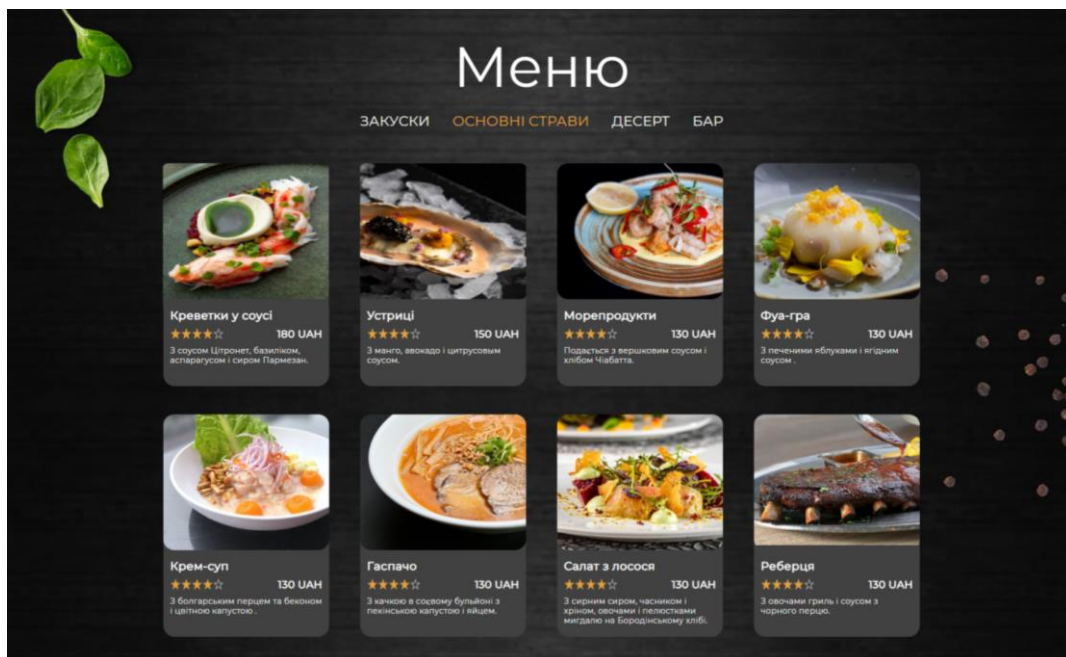 Меню
ЗАКУСКИ ОСНОВНІ СТРАВИ ДЕСЕРТ БАР
Креветки у соусі
180 UAH
З соусом Цітронет, базиліком,
аспарагусом і сиром Пармезан.
Устриці
150 UAH
З манго, авокадо і цитрусовым
соусом.
Морепродукти
130 UAH
Подається з вершковим соусом і
хлібом Чіабатта.
Фуа-гра
130 UAH
З печеними яблуками і ягідним
соусом .
Крем-суп
130 UAH
З болгарським перцем та беконом
і цвітною капустою .
Гаспачо
130 UAH
З качкою в соєвому бульйоні з
пекінською капустою і яйцем.
Салат з лосося
130 UAH
З сирним сиром, часником і
хріном, овочами і пелюстками
мигдалю на Бородінському хлібі.
Реберця
130 UAH
З овочами гриль і соусом з
чорного перцю.